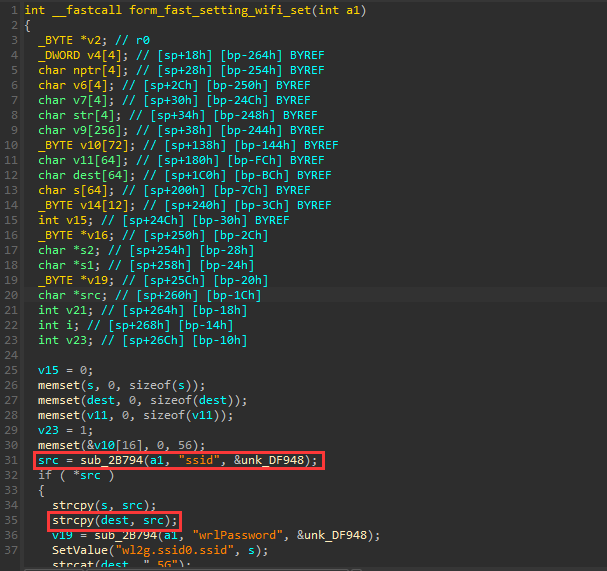 1 int __fastcall form_fast_setting_wifi_set(int a1)
2 {
3 _BYTE *v2; // r0
4 _DWORD v4[4]; // [sp+18h] [bp-264h] BYREF
5 char nptr[4]; // [sp+28h] [bp-254h] BYREF
6 char v6[4]; // [sp+2Ch] [bp-250h] BYREF
7 char v7[4]; // [sp+30h] [bp-24Ch] BYREF
8 char str[4]; // [sp+34h] [bp-248h] BYREF
9 char v9[256]; // [sp+38h] [bp-244h] BYREF
10 _BYTE v10[72]; // [sp+138h] [bp-144h] BYREF
11 char v11[64]; // [sp+180h] [bp-FCh] BYREF
12 char dest[64]; // [sp+1C0h] [bp-BCh] BYREF
13 char s[64]; // [sp+200h] [bp-7Ch] BYREF
14 _BYTE v14[12]; // [sp+240h] [bp-3Ch] BYREF
15 int v15; // [sp+24Ch] [bp-30h] BYREF
16 _BYTE *v16; // [sp+250h] [bp-2Ch]
17 char *s2; // [sp+254h] [bp-28h]
18 char *s1; // [sp+258h] [bp-24h]
19 _BYTE *v19; // [sp+25Ch] [bp-20h]
20 char *src; // [sp+260h] [bp-1Ch]
21 int v21; // [sp+264h] [bp-18h]
22 int i; // [sp+268h] [bp-14h]
23 int v23; // [sp+26Ch] [bp-10h]
24
25 v15 = 0;
26 memset(s, 0, sizeof(s));
27 memset(dest, 0, sizeof(dest));
28 memset(v11, 0, sizeof(v11));
29 v23 = 1;
30 memset(&v10[16], 0, 56);
31 src = sub_2B794(a1, "ssid", &unk_DF948);
32 if ( *src )
33 {
34 strcpy(s, src);
35 strcpy(dest, src);
36 v19 = sub_2B794(a1, "wrlPassword", &unk_DF948);
37 SetValue("wl2g.ssid0.ssid", s);
strcat(dest, "_5G");